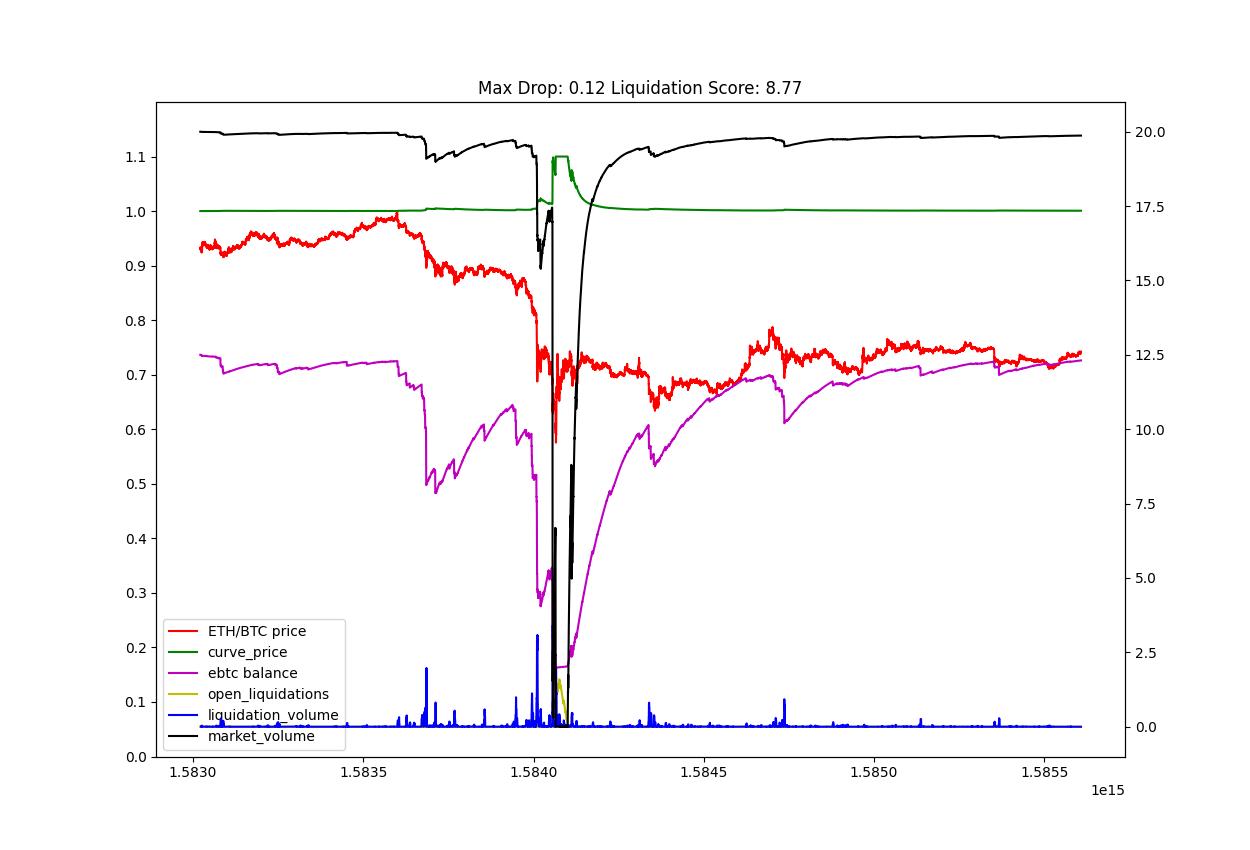 Max Drop: 0.12 Liquidation Score: 8.77
1.1
1.0
0.9
0.8
0.7
0.6
0.5
0.4
0.3
0.2
0.1
0.0
20.0
17.5
15.0
12.5
10.0
7.5
5.0
2.5
0.0
ETH/BTC price
curve_price
ebtc balance
open_liquidations
liquidation_volume
market_volume
1.5830 1.5835 1.5840 1.5845 1.5850 1.5855
1e15